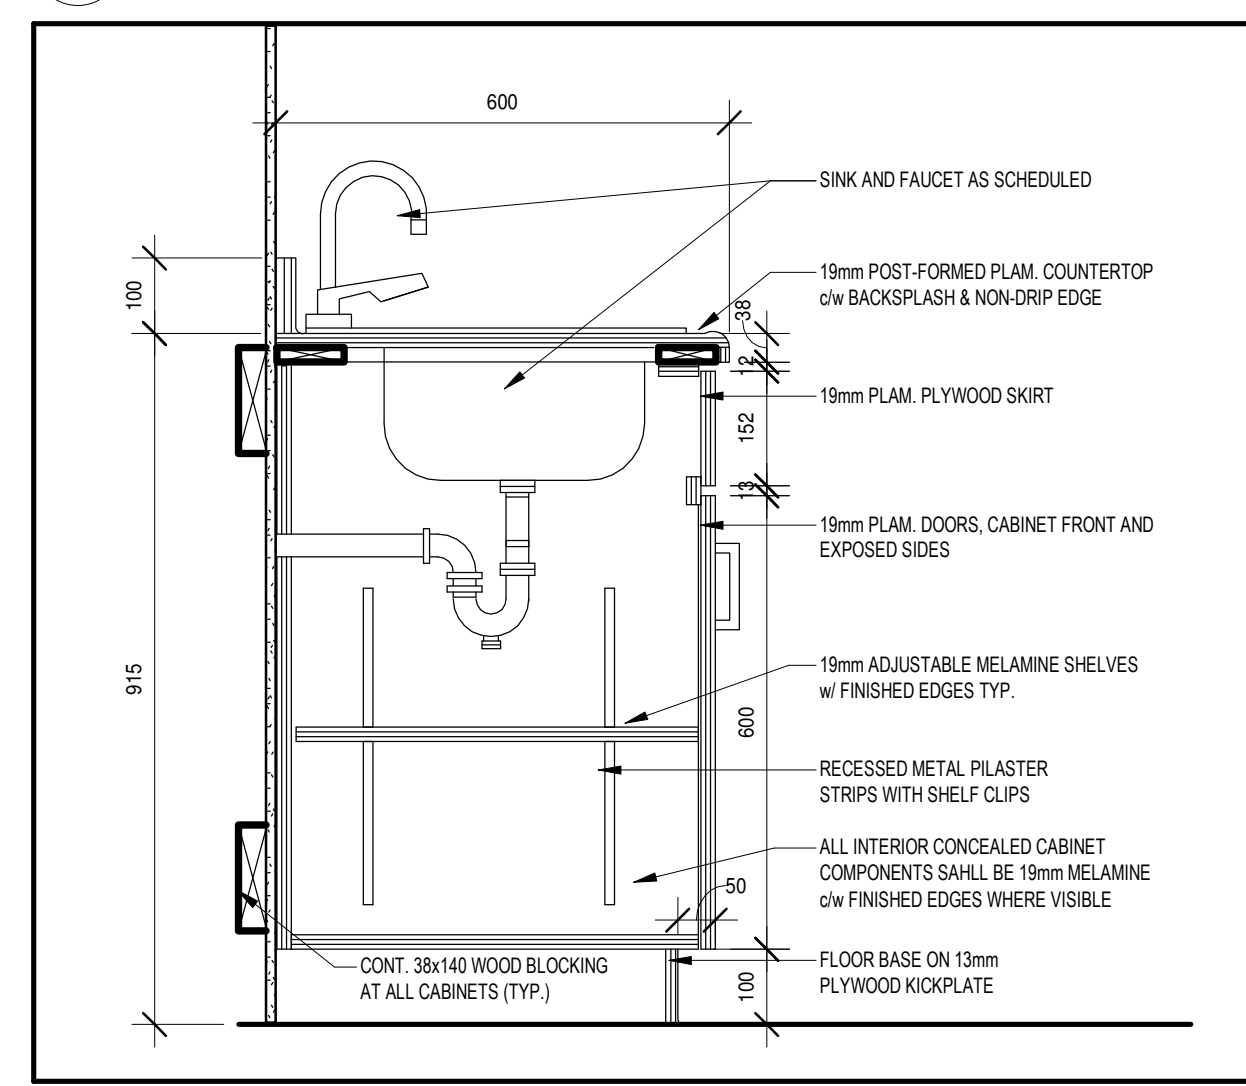 600
SINK AND FAUCET AS SCHEDULED
19mm POST-FORMED PLAM. COUNTERTOP
c/w BACKSPLASH & NON-DRIP EDGE
100
38
12
19mm PLAM. PLYWOOD SKIRT
152
13
19mm PLAM. DOORS, CABINET FRONT AND
EXPOSED SIDES
915
19mm ADJUSTABLE MELAMINE SHELVES
w/ FINISHED EDGES TYP.
600
RECESSED METAL PILASTER
STRIPS WITH SHELF CLIPS
ALL INTERIOR CONCEALED CABINET
COMPONENTS SAHLL BE 19mm MELAMINE
c/w FINISHED EDGES WHERE VISIBLE
50
CONT. 38x140 WOOD BLOCKING
AT ALL CABINETS (TYP.)
FLOOR BASE ON 13mm
PLYWOOD KICKPLATE
100